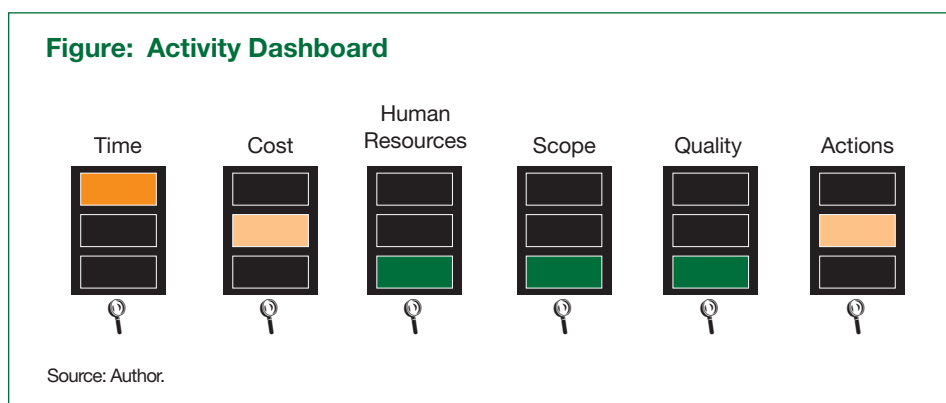 Figure: Activity Dashboard
Human
Time Cost Resources Scope Quality Actions
Source: Author.